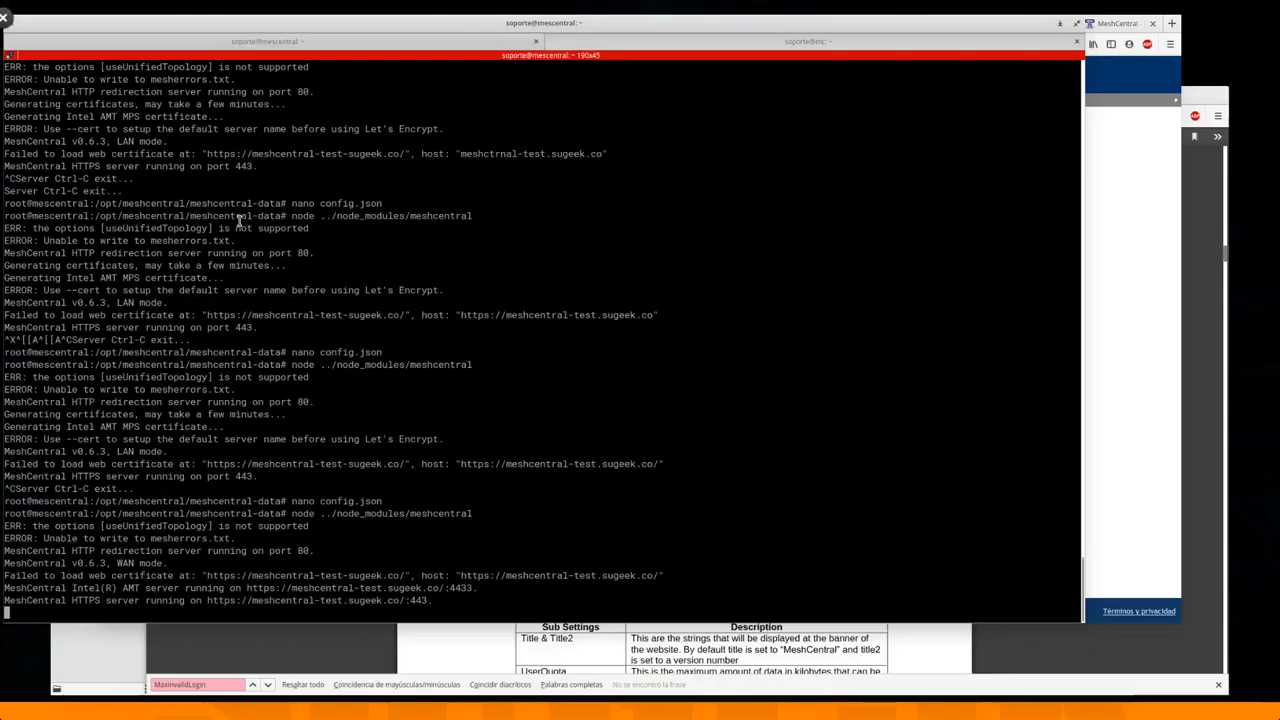 soporte@mescentral: ~
MeshCentral
soporte@mescentral: ~
soporte@mc: ~
soporte@mescentral: ~ 190x45
ERR: the options [useUnifiedTopology] is not supported
ERROR: Unable to write to mesherrors.txt.
MeshCentral HTTP redirection server running on port 80.
Generating certificates, may take a few minutes...
Generating Intel AMT MPS certificate...
ERROR: Use --cert to setup the default server name before using Let's Encrypt.
MeshCentral v0.6.3, LAN mode.
Failed to load web certificate at: "https://meshcentral-test-sugeek.co/", host: "meshctrnal-test.sugeek.co"
MeshCentral HTTPS server running on port 443.
^CServer Ctrl-C exit...
Server Ctrl-C exit...
root@mescentral:/opt/meshcentral/meshcentral-data# nano config.json
root@mescentral:/opt/meshcentral/meshcentral-data# node ../node_modules/meshcentral
ERR: the options [useUnifiedTopology] is not supported
ERROR: Unable to write to mesherrors.txt.
MeshCentral HTTP redirection server running on port 80.
Generating certificates, may take a few minutes...
Generating Intel AMT MPS certificate...
ERROR: Use --cert to setup the default server name before using Let's Encrypt.
MeshCentral v0.6.3, LAN mode.
Failed to load web certificate at: "https://meshcentral-test-sugeek.co/", host: "https://meshcentral-test.sugeek.co"
MeshCentral HTTPS server running on port 443.
^X^[[A^[[A^CServer Ctrl-C exit...
root@mescentral:/opt/meshcentral/meshcentral-data# nano config.json
root@mescentral:/opt/meshcentral/meshcentral-data# node ../node_modules/meshcentral
ERR: the options [useUnifiedTopology] is not supported
ERROR: Unable to write to mesherrors.txt.
MeshCentral HTTP redirection server running on port 80.
Generating certificates, may take a few minutes...
Generating Intel AMT MPS certificate...
ERROR: Use --cert to setup the default server name before using Let's Encrypt.
MeshCentral v0.6.3, LAN mode.
Failed to load web certificate at: "https://meshcentral-test-sugeek.co/", host: "https://meshcentral-test.sugeek.co/"
MeshCentral HTTPS server running on port 443.
^CServer Ctrl-C exit...
root@mescentral:/opt/meshcentral/meshcentral-data# nano config.json
root@mescentral:/opt/meshcentral/meshcentral-data# node ../node_modules/meshcentral
ERR: the options [useUnifiedTopology] is not supported
ERROR: Unable to write to mesherrors.txt.
MeshCentral HTTP redirection server running on port 80.
MeshCentral v0.6.3, WAN mode.
Failed to load web certificate at: "https://meshcentral-test-sugeek.co/", host: "https://meshcentral-test.sugeek.co/"
MeshCentral Intel(R) AMT server running on https://meshcentral-test.sugeek.co/:4433.
MeshCentral HTTPS server running on https://meshcentral-test.sugeek.co/:443.
Términos y privacidad
Sub Settings Description
Title & Title2 This are the strings that will be displayed at the banner of
the website. By default title is set to "MeshCentral" and title2
is set to a version number
UserQuota This is the maximum amount of data in kilobytes that can be
MaxInvalidLogin Resaltar todo Coincidencia de mayúsculas/minúsculas Coincidir diacríticos Palabras completas No se encontró la frase